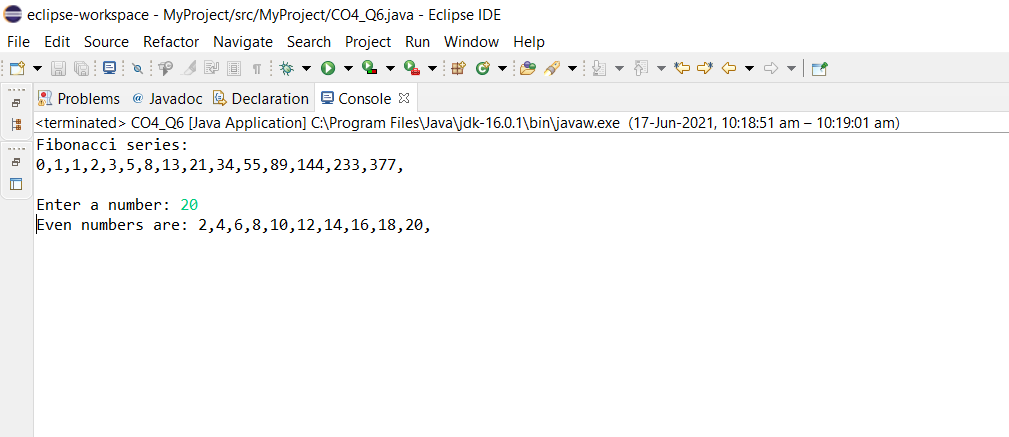 eclipse-workspace - MyProject/src/MyProject/CO4_Q6.java - Eclipse IDE
File Edit Source Refactor Navigate Search Project Run Window Help
Problems @ Javadoc Declaration Console
<terminated> CO4_Q6 [Java Application] C:\Program Files\Java\jdk-16.0.1\bin\javaw.exe (17-Jun-2021, 10:18:51 am – 10:19:01 am)
Fibonacci series:
0,1,1,2,3,5,8,13,21,34,55,89,144,233,377,
Enter a number: 20
Even numbers are: 2,4,6,8,10,12,14,16,18,20,